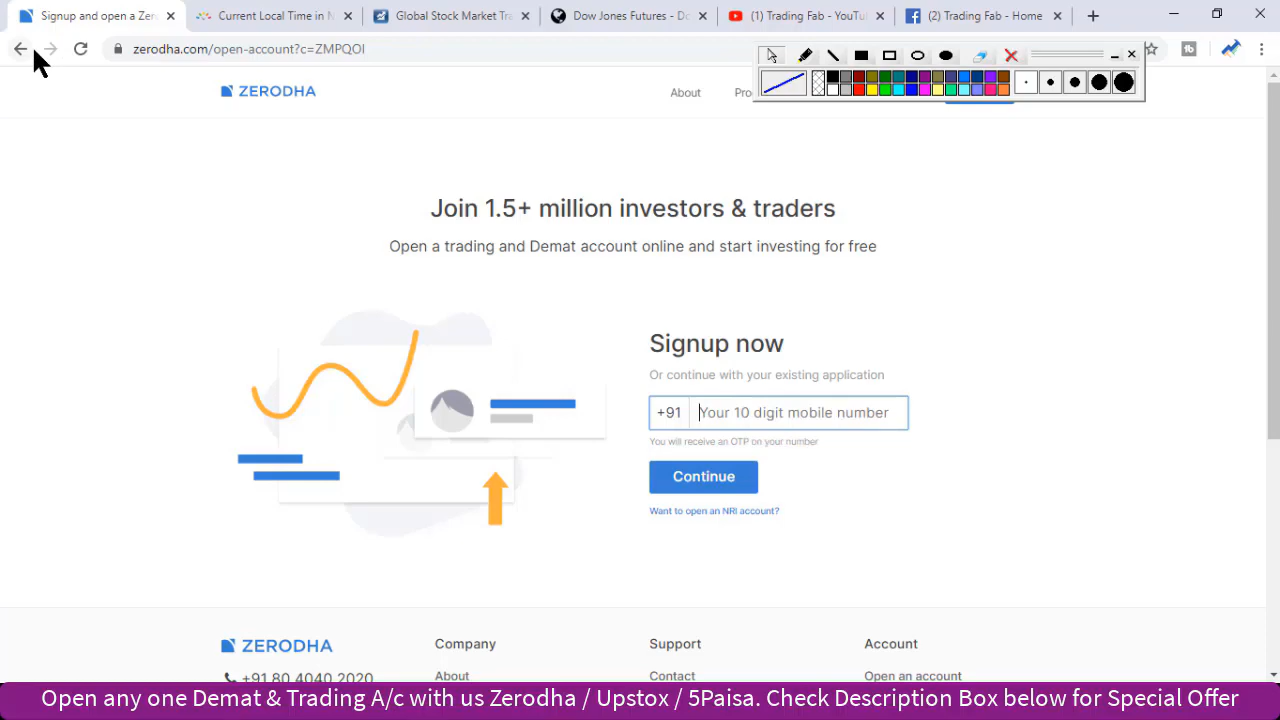 Signup and open a Zer
Current Local Time in N
Global Stock Market Tra
Dow Jones Futures - Do
(1) Trading Fab - YouTu
(2) Trading Fab - Home
zerodha.com/open-account?c=ZMPQOI
ZERODHA
About
Pro
Join 1.5+ million investors & traders
Open a trading and Demat account online and start investing for free
Signup now
Or continue with your existing application
+91
Your 10 digit mobile number
You will receive an OTP on your number
Continue
Want to open an NRI account?
ZERODHA
Company
Support
Account
+91 80 4040 2020
About
Contact
Open an account
Open any one Demat & Trading A/c with us Zerodha / Upstox / 5Paisa. Check Description Box below for Special Offer